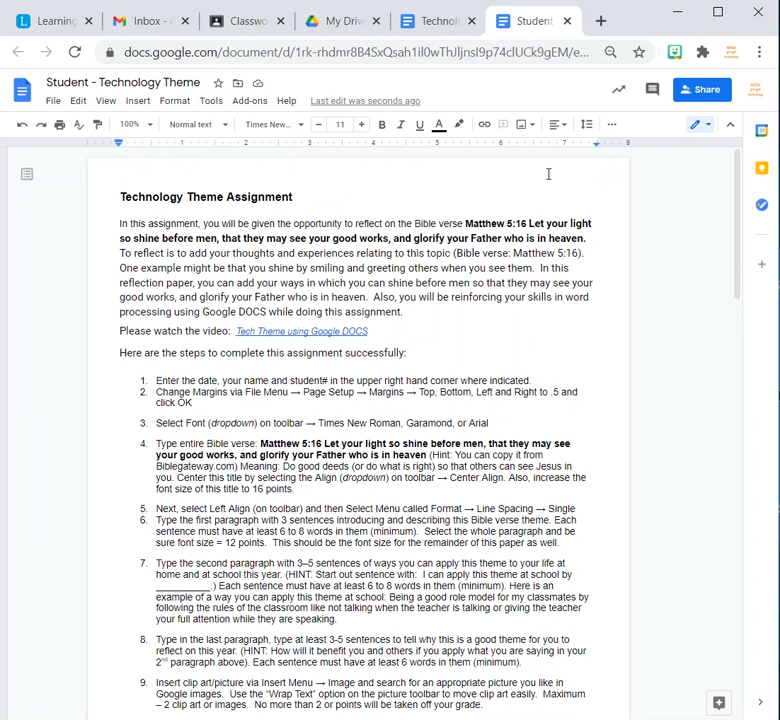 Learning
Inbox -
Classwo
My Driv
Technolo
Student
docs.google.com/document/d/1rk-rhdmr8B4SxQsah1il0wThJljnsI9p74clUCk9gEM/e...
Student - Technology Theme
File Edit View Insert Format Tools Add-ons Help Last edit was seconds ago
Share
100% Normal text Times New... 11 B I U A
1 2 3 4 5 6 7 8
Technology Theme Assignment
In this assignment, you will be given the opportunity to reflect on the Bible verse Matthew 5:16 Let your light
so shine before men, that they may see your good works, and glorify your Father who is in heaven.
To reflect is to add your thoughts and experiences relating to this topic (Bible verse: Matthew 5:16).
One example might be that you shine by smiling and greeting others when you see them. In this
reflection paper, you can add your ways in which you can shine before men so that they may see your
good works, and glorify your Father who is in heaven. Also, you will be reinforcing your skills in word
processing using Google DOCS while doing this assignment.
Please watch the video: Tech Theme using Google DOCS
Here are the steps to complete this assignment successfully:
1. Enter the date, your name and student# in the upper right hand corner where indicated.
2. Change Margins via File Menu → Page Setup → Margins → Top, Bottom, Left and Right to .5 and
click OK
3. Select Font (dropdown) on toolbar → Times New Roman, Garamond, or Arial
4. Type entire Bible verse: Matthew 5:16 Let your light so shine before men, that they may see
your good works, and glorify your Father who is in heaven (Hint: You can copy it from
Biblegateway.com) Meaning: Do good deeds (or do what is right) so that others can see Jesus in
you. Center this title by selecting the Align (dropdown) on toolbar → Center Align. Also, increase the
font size of this title to 16 points.
5. Next, select Left Align (on toolbar) and then Select Menu called Format → Line Spacing → Single
6. Type the first paragraph with 3 sentences introducing and describing this Bible verse theme. Each
sentence must have at least 6 to 8 words in them (minimum). Select the whole paragraph and be
sure font size = 12 points. This should be the font size for the remainder of this paper as well.
7. Type the second paragraph with 3–5 sentences of ways you can apply this theme to your life at
home and at school this year. (HINT: Start out sentence with: I can apply this theme at school by
__________.) Each sentence must have at least 6 to 8 words in them (minimum). Here is an
example of a way you can apply this theme at school: Being a good role model for my classmates by
following the rules of the classroom like not talking when the teacher is talking or giving the teacher
your full attention while they are speaking.
8. Type in the last paragraph, type at least 3-5 sentences to tell why this is a good theme for you to
reflect on this year. (HINT: How will it benefit you and others if you apply what you are saying in your
2nd paragraph above). Each sentence must have at least 6 words in them (minimum).
9. Insert clip art/picture via Insert Menu → Image and search for an appropriate picture you like in
Google images. Use the “Wrap Text” option on the picture toolbar to move clip art easily. Maximum
– 2 clip art or images. No more than 2 or points will be taken off your grade.